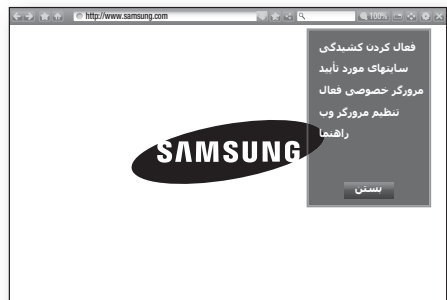 http://www.samsung.com
100%
فعال کردن کشیدگی
سایتهای مورد تأیید
مرورگر خصوصی فعال
تنظیم مرورگر وب
راهنما
SAMSUNG
بستن